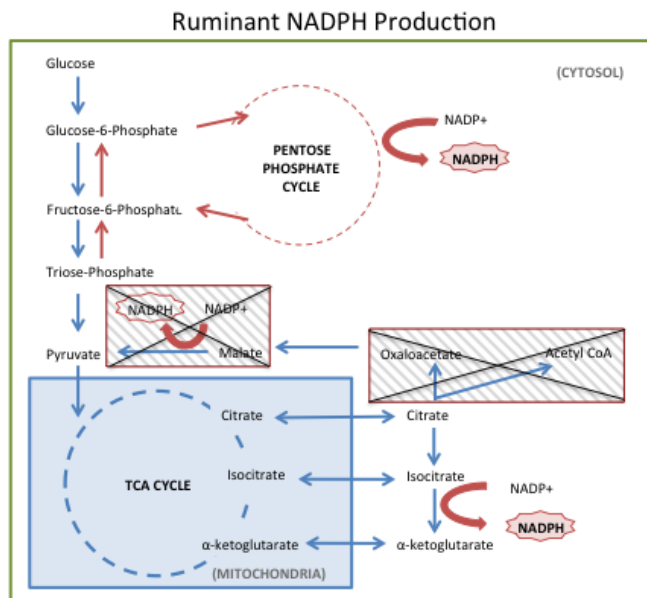 Ruminant NADPH Production
Glucose
(CYTOSOL)
Glucose-6-Phosphate
NADP+
PENTOSE
PHOSPHATE
CYCLE
NADPH
Fructose-6-Phosphate
Triose-Phosphate
NADPH
NADP+
Pyruvate
Malate
Oxaloacetate
Acetyl CoA
Citrate
Citrate
TCA CYCLE
Isocitrate
Isocitrate
NADP+
NADPH
α-ketoglutarate
α-ketoglutarate
(MITOCHONDRIA)